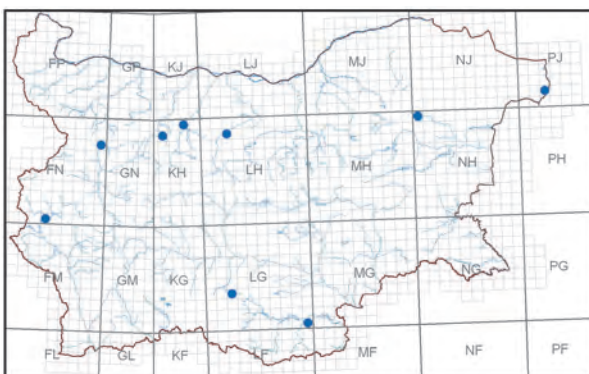 FP GP KJ LJ MJ NJ PJ
FN GN KH LH MH NH PH
FM GM KG LG MG NG PG
FL GL KF LF MF NF PF